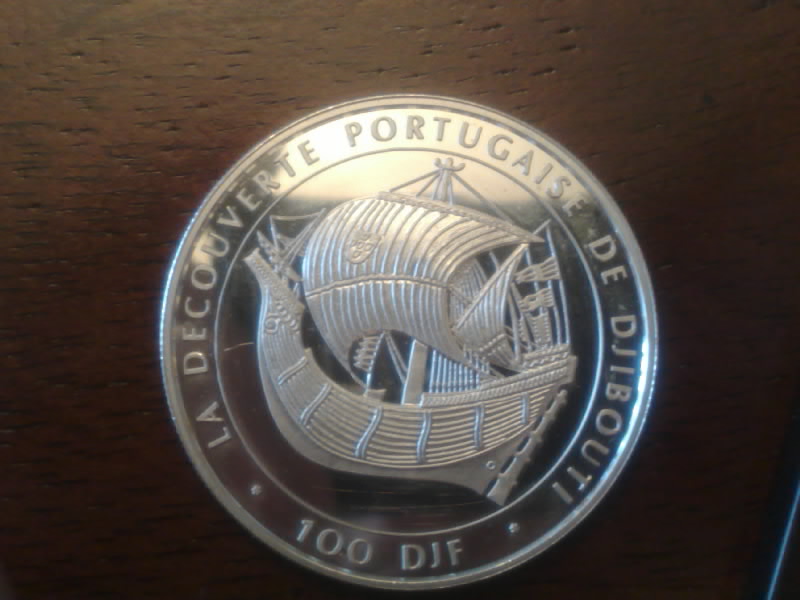 LA DECOUVERTE PORTUGAISE DE DJIBOUTI
* 100 DJF *